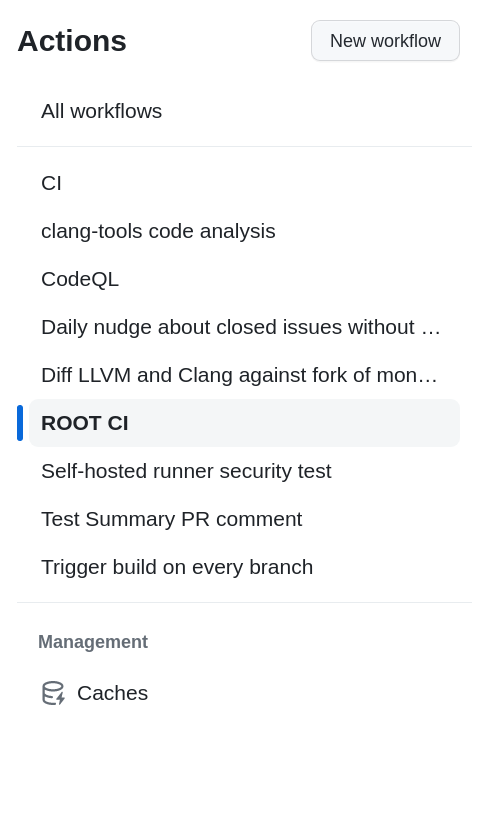 Actions
New workflow
All workflows
CI
clang-tools code analysis
CodeQL
Daily nudge about closed issues without …
Diff LLVM and Clang against fork of mon…
ROOT CI
Self-hosted runner security test
Test Summary PR comment
Trigger build on every branch
Management
Caches